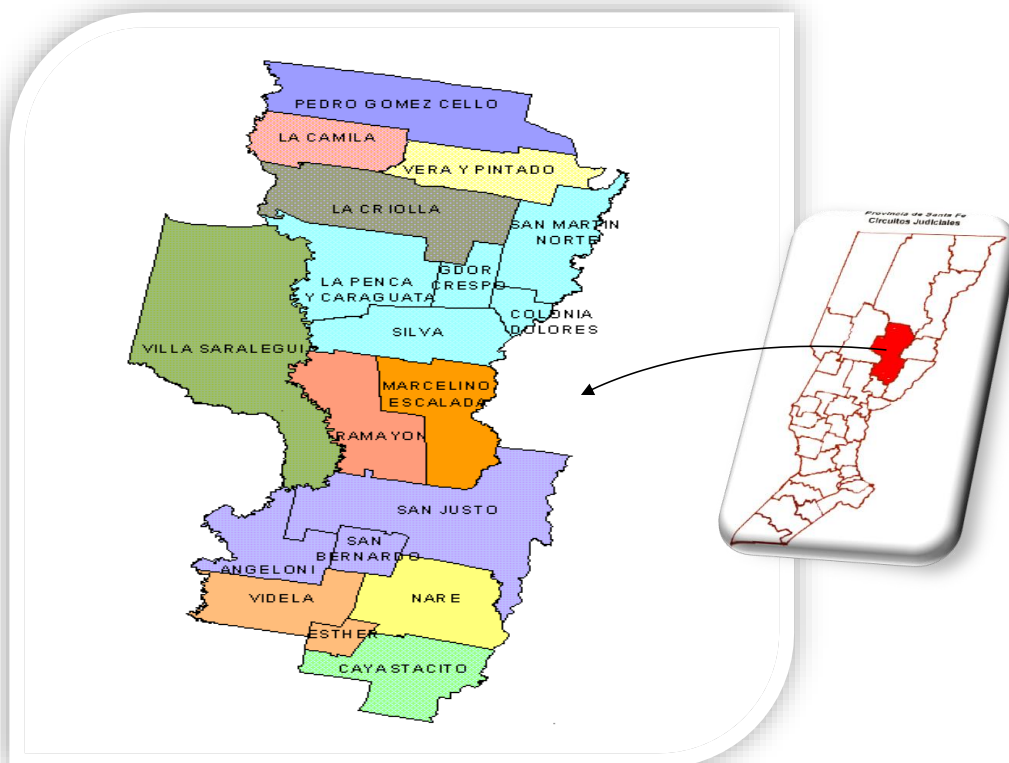 PEDRO GOMEZ CELLO
LA CAMILA
VERA Y PINTADO
LA CRIOLLA
SAN MARTIN
NORTE
GDOR
CRESPO
LA PENCA
Y CARAGUATA
COLONIA
DOLORES
SILVA
VILLA SARALEGUI
MARCELINO
ESCALADA
RAMAYON
SAN JUSTO
SAN
BERNARDO
ANGELONI
VIDELA
NARE
ESTHER
CAYASTACITO
Provincia de Santa Fe
Circuitos Judiciales